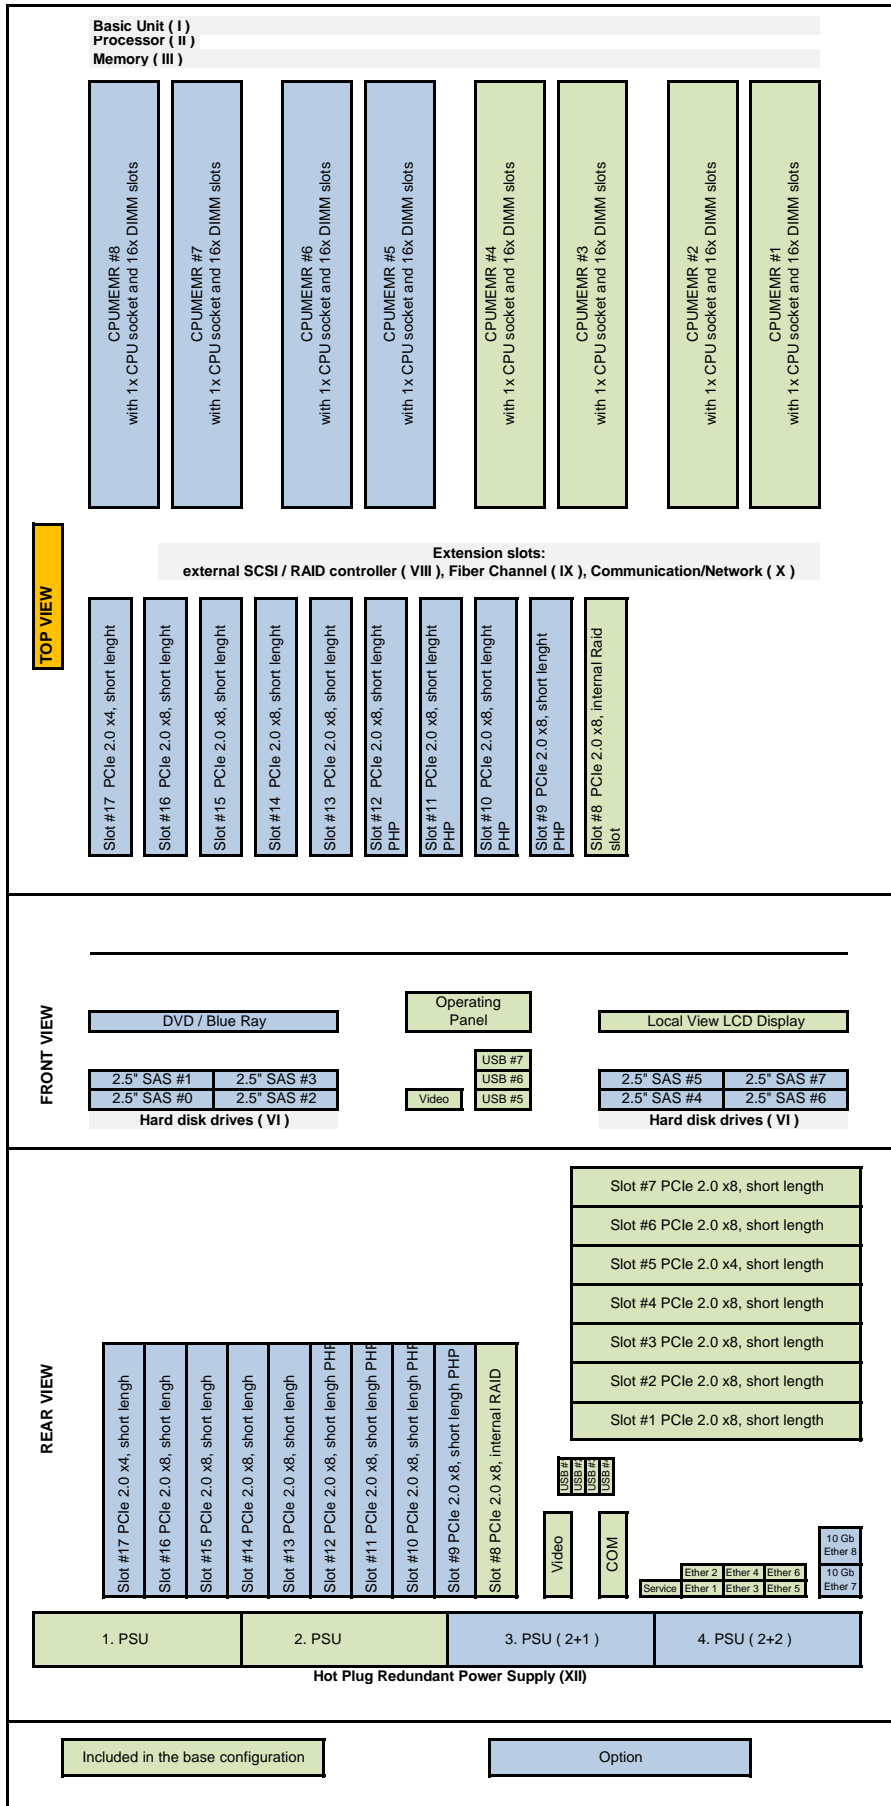 Basic Unit ( I )
Processor ( II )
Memory ( III )
CPUMEMR #8
with 1x CPU socket and 16x DIMM slots
CPUMEMR #7
with 1x CPU socket and 16x DIMM slots
CPUMEMR #6
with 1x CPU socket and 16x DIMM slots
CPUMEMR #5
with 1x CPU socket and 16x DIMM slots
CPUMEMR #4
with 1x CPU socket and 16x DIMM slots
CPUMEMR #3
with 1x CPU socket and 16x DIMM slots
CPUMEMR #2
with 1x CPU socket and 16x DIMM slots
CPUMEMR #1
with 1x CPU socket and 16x DIMM slots
TOP VIEW
Extension slots:
external SCSI / RAID controller ( VIII ), Fiber Channel ( IX ), Communication/Network ( X )
Slot #17 PCIe 2.0 x4, short lenght
Slot #16 PCIe 2.0 x8, short lenght
Slot #15 PCIe 2.0 x8, short lenght
Slot #14 PCIe 2.0 x8, short lenght
Slot #13 PCIe 2.0 x8, short lenght
Slot #12 PCIe 2.0 x8, short lenght
PHP
Slot #11 PCIe 2.0 x8, short lenght
PHP
Slot #10 PCIe 2.0 x8, short lenght
PHP
Slot #9 PCIe 2.0 x8, short lenght
PHP
Slot #8 PCIe 2.0 x8, internal Raid
slot
FRONT VIEW
DVD / Blue Ray
Operating
Panel
Local View LCD Display
USB #7
2.5" SAS #1 2.5" SAS #3 USB #6 2.5" SAS #5 2.5" SAS #7
2.5" SAS #0 2.5" SAS #2 Video USB #5 2.5" SAS #4 2.5" SAS #6
Hard disk drives ( VI ) Hard disk drives ( VI )
REAR VIEW
Slot #7 PCIe 2.0 x8, short length
Slot #6 PCIe 2.0 x8, short length
Slot #5 PCIe 2.0 x4, short length
Slot #4 PCIe 2.0 x8, short length
Slot #3 PCIe 2.0 x8, short length
Slot #2 PCIe 2.0 x8, short length
Slot #1 PCIe 2.0 x8, short length
Slot #17 PCIe 2.0 x4, short lengh
Slot #16 PCIe 2.0 x8, short lengh
Slot #15 PCIe 2.0 x8, short lengh
Slot #14 PCIe 2.0 x8, short lengh
Slot #13 PCIe 2.0 x8, short lengh
Slot #12 PCIe 2.0 x8, short lengh PHP
Slot #11 PCIe 2.0 x8, short lengh PHP
Slot #10 PCIe 2.0 x8, short lengh PHP
Slot #9 PCIe 2.0 x8, short lengh PHP
Slot #8 PCIe 2.0 x8, internal RAID
USB #
USB #2
USB #3
USB #
Video
COM
Ether 2 Ether 4 Ether 6
Service Ether 1 Ether 3 Ether 5
10 Gb
Ether 8
10 Gb
Ether 7
1. PSU 2. PSU 3. PSU ( 2+1 ) 4. PSU ( 2+2 )
Hot Plug Redundant Power Supply (XII)
Included in the base configuration Option